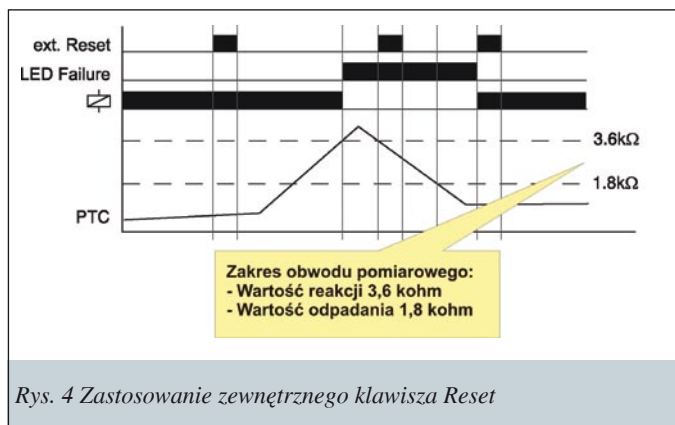 ext. Reset
LED Failure
3.6kΩ
1.8kΩ
PTC
Zakres obwodu pomiarowego:
- Wartość reakcji 3,6 kohm
- Wartość odpadania 1,8 kohm
Rys. 4 Zastosowanie zewnętrznego klawisza Reset